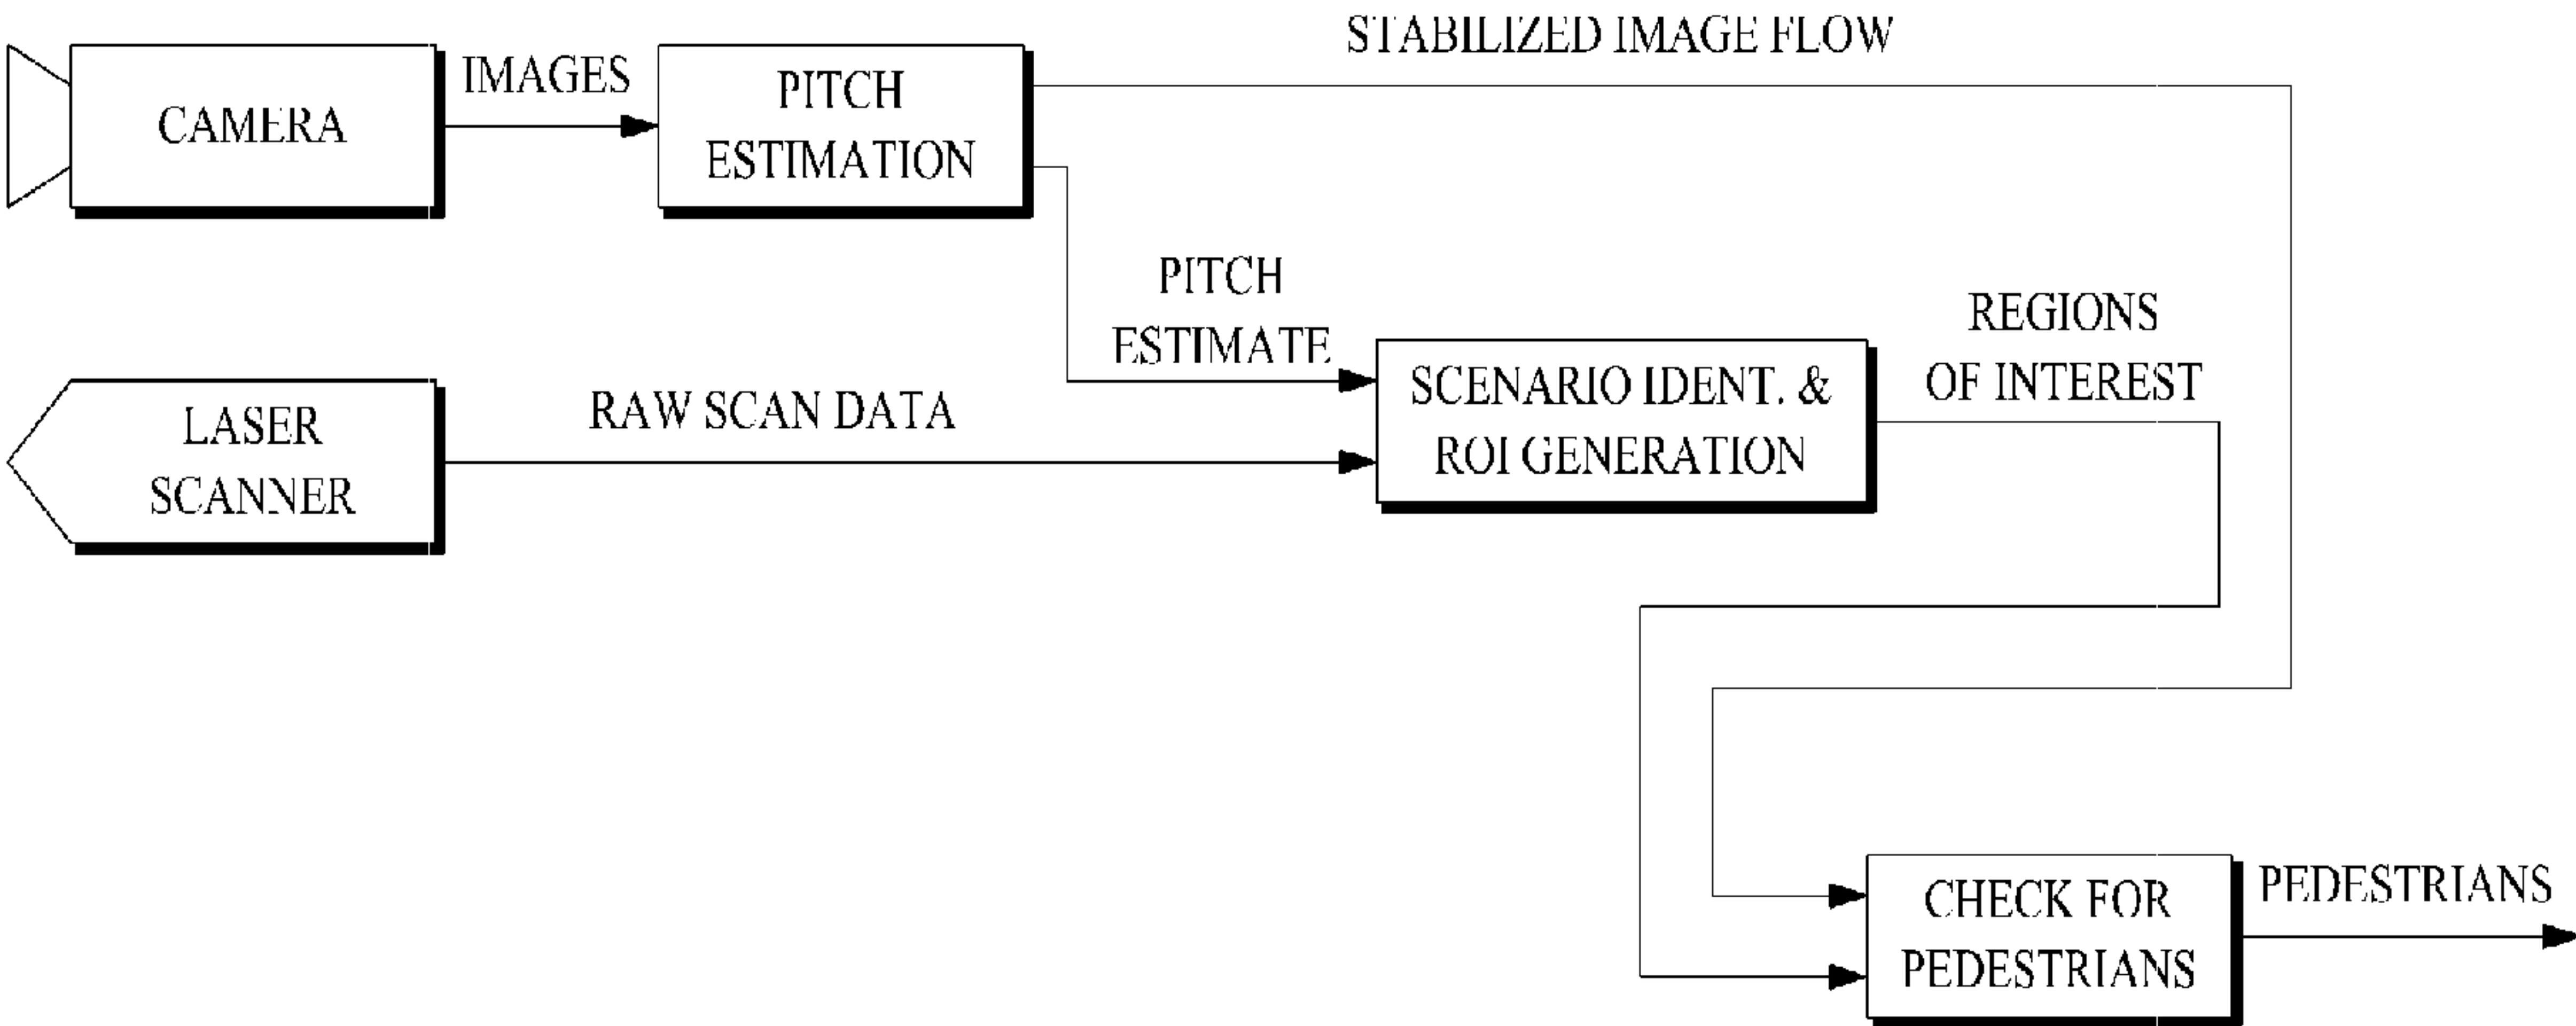 STABILIZED IMAGE FLOW
CAMERA
IMAGES
PITCH
ESTIMATION
PITCH
ESTIMATE
REGIONS
OF INTEREST
LASER
SCANNER
RAW SCAN DATA
SCENARIO IDENT. &
ROI GENERATION
CHECK FOR
PEDESTRIANS
PEDESTRIANS